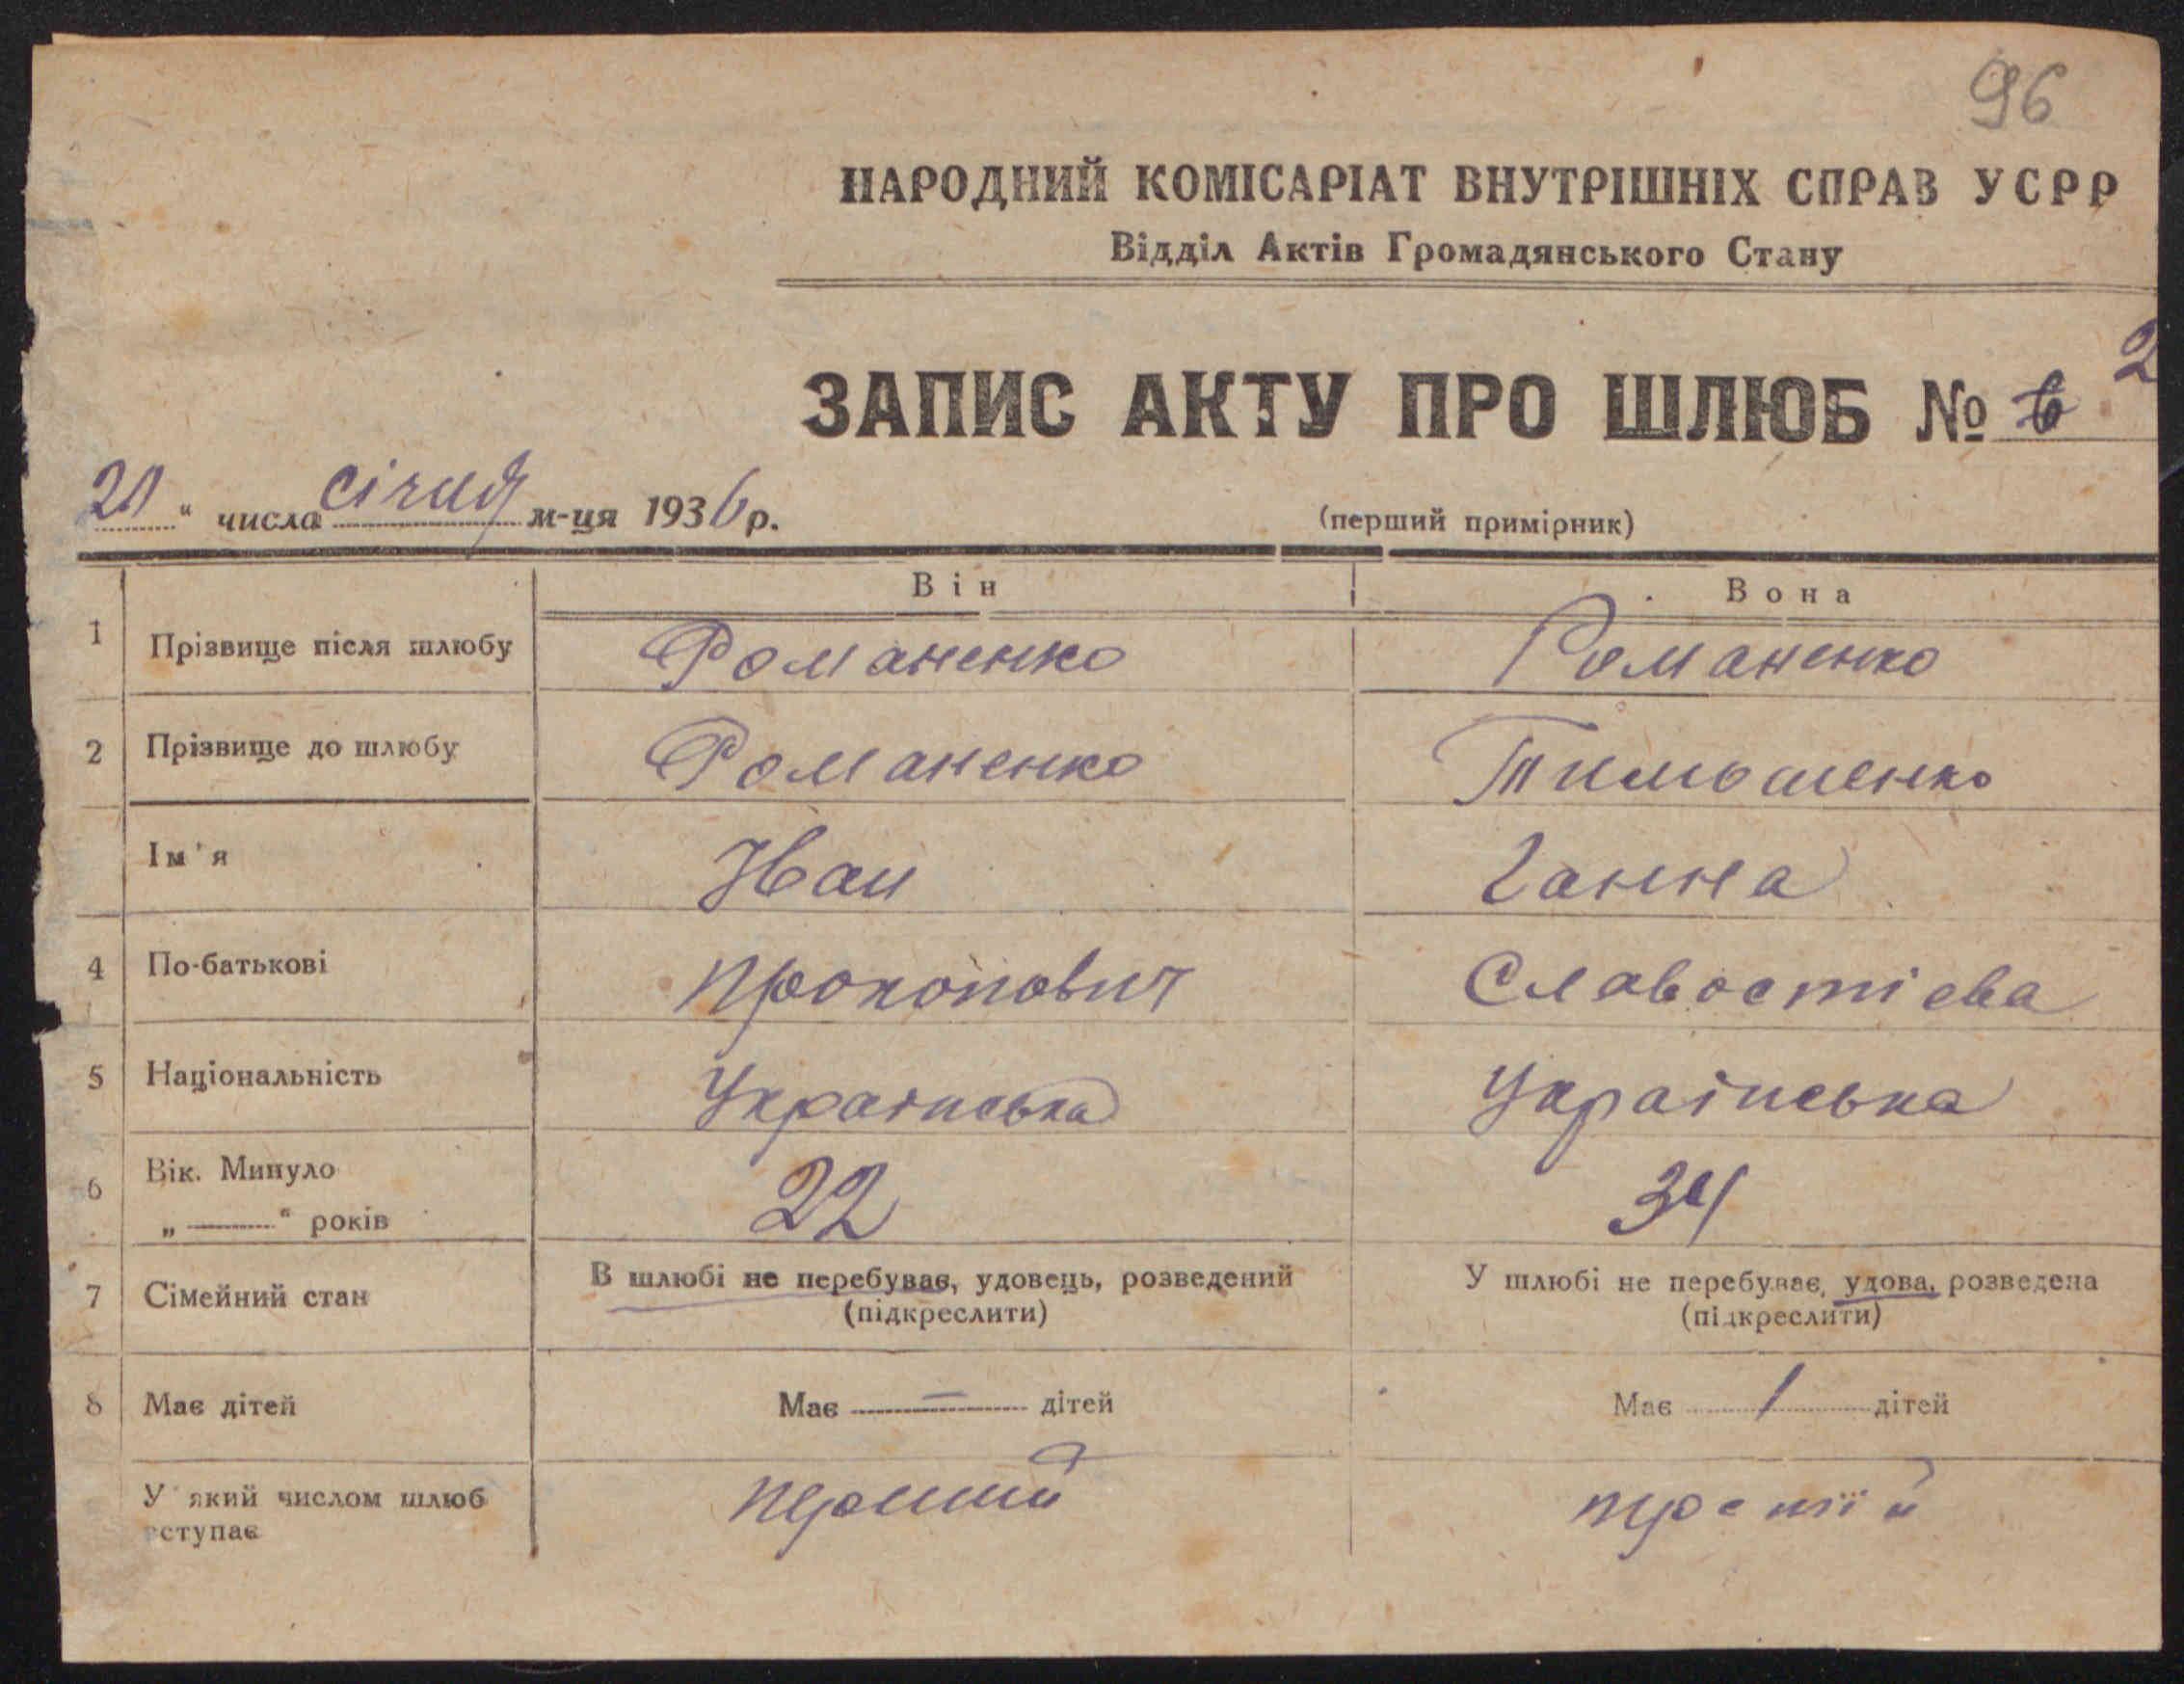 96
НАРОДНИЙ КОМІСАРІАТ ВНУТРІШНІХ СПРАВ УСРР
Відділ Актів Громадянського Стану
ЗАПИС АКТУ ПРО ШЛЮБ № 2
" числа січня м-ця 1936 р.
(перший примірник)
Він Вона
1 Прізвище після шлюбу Романенко Романенко
2 Прізвище до шлюбу Романенко Тимошенко
Ім'я Иван Ганна
4 По-батькові Прокопович
5 Національність Українська Українська
6 Вік. Минуло 22 34
„ — " років
7 Сімейний стан В шлюбі не перебуває, удовець, розведений У шлюбі не перебуває, удова, розведена
(підкреслити) (підкреслити)
8 Має дітей Має — дітей Має 1 дітей
У який числом шлюб перший
вступає